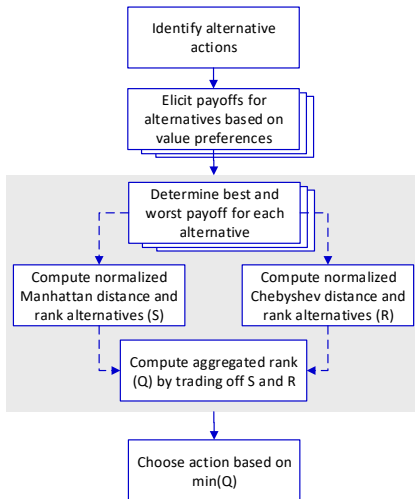 Identify alternative
actions
Elicit payoffs for
alternatives based on
value preferences
Determine best and
worst payoff for each
alternative
Compute normalized
Manhattan distance and
rank alternatives (S)
Compute normalized
Chebyshev distance and
rank alternatives (R)
Compute aggregated rank
(Q) by trading off S and R
Choose action based on
min(Q)